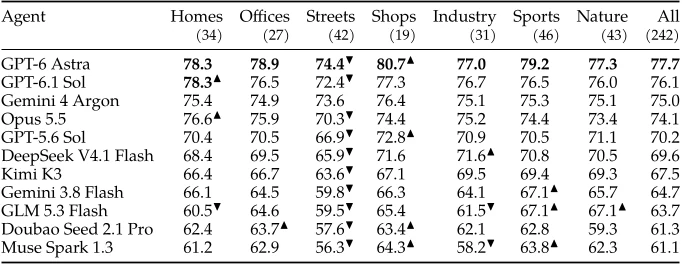 Agent Homes Offices Streets Shops Industry Sports Nature All
(34) (27) (42) (19) (31) (46) (43) (242)
GPT-6 Astra 78.3 78.9 74.4▼ 80.7▲ 77.0 79.2 77.3 77.7
GPT-6.1 Sol 78.3▲ 76.5 72.4▼ 77.3 76.7 76.5 76.0 76.1
Gemini 4 Argon 75.4 74.9 73.6 76.4 75.1 75.3 75.1 75.0
Opus 5.5 76.6▲ 75.9 70.3▼ 74.4 75.2 74.4 73.4 74.1
GPT-5.6 Sol 70.4 70.5 66.9▼ 72.8▲ 70.9 70.5 71.1 70.2
DeepSeek V4.1 Flash 68.4 69.5 65.9▼ 71.6 71.6▲ 70.8 70.5 69.6
Kimi K3 66.4 66.7 63.6▼ 67.1 69.5 69.4 69.3 67.5
Gemini 3.8 Flash 66.1 64.5 59.8▼ 66.3 64.1 67.1▲ 65.7 64.7
GLM 5.3 Flash 60.5▼ 64.6 59.5▼ 65.4 61.5▼ 67.1▲ 67.1▲ 63.7
Doubao Seed 2.1 Pro 62.4 63.7▲ 57.6▼ 63.4▲ 62.1 62.8 59.3 61.3
Muse Spark 1.3 61.2 62.9 56.3▼ 64.3▲ 58.2▼ 63.8▲ 62.3 61.1